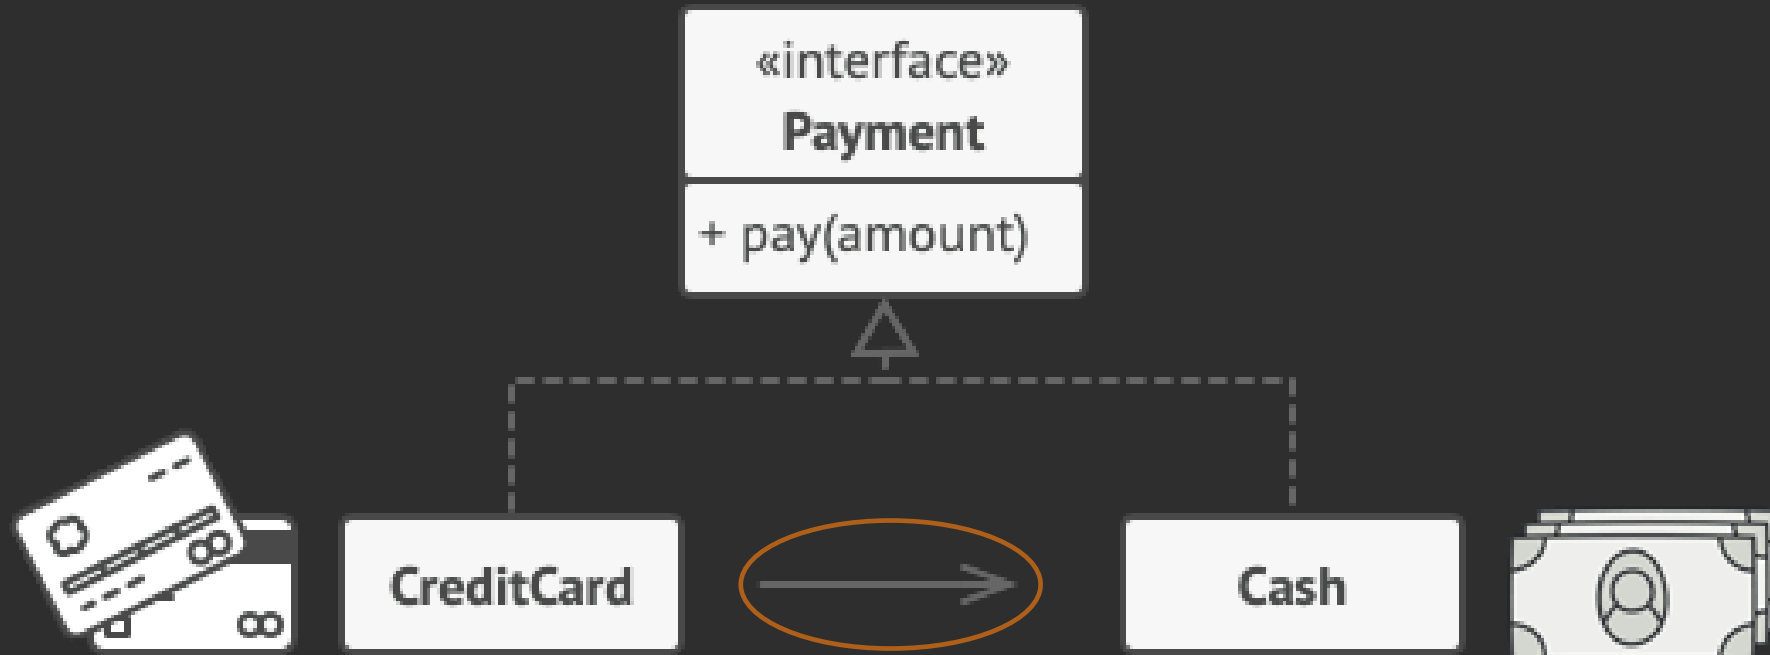 «interface»
Payment
+ pay(amount)
CreditCard
Cash